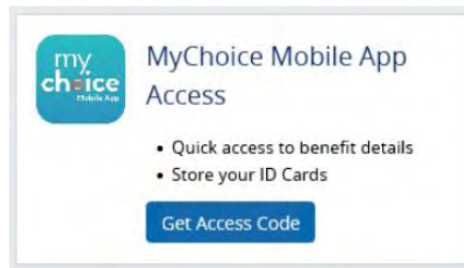 my
choice
Mobile App
MyChoice Mobile App
Access
• Quick access to benefit details
• Store your ID Cards
Get Access Code